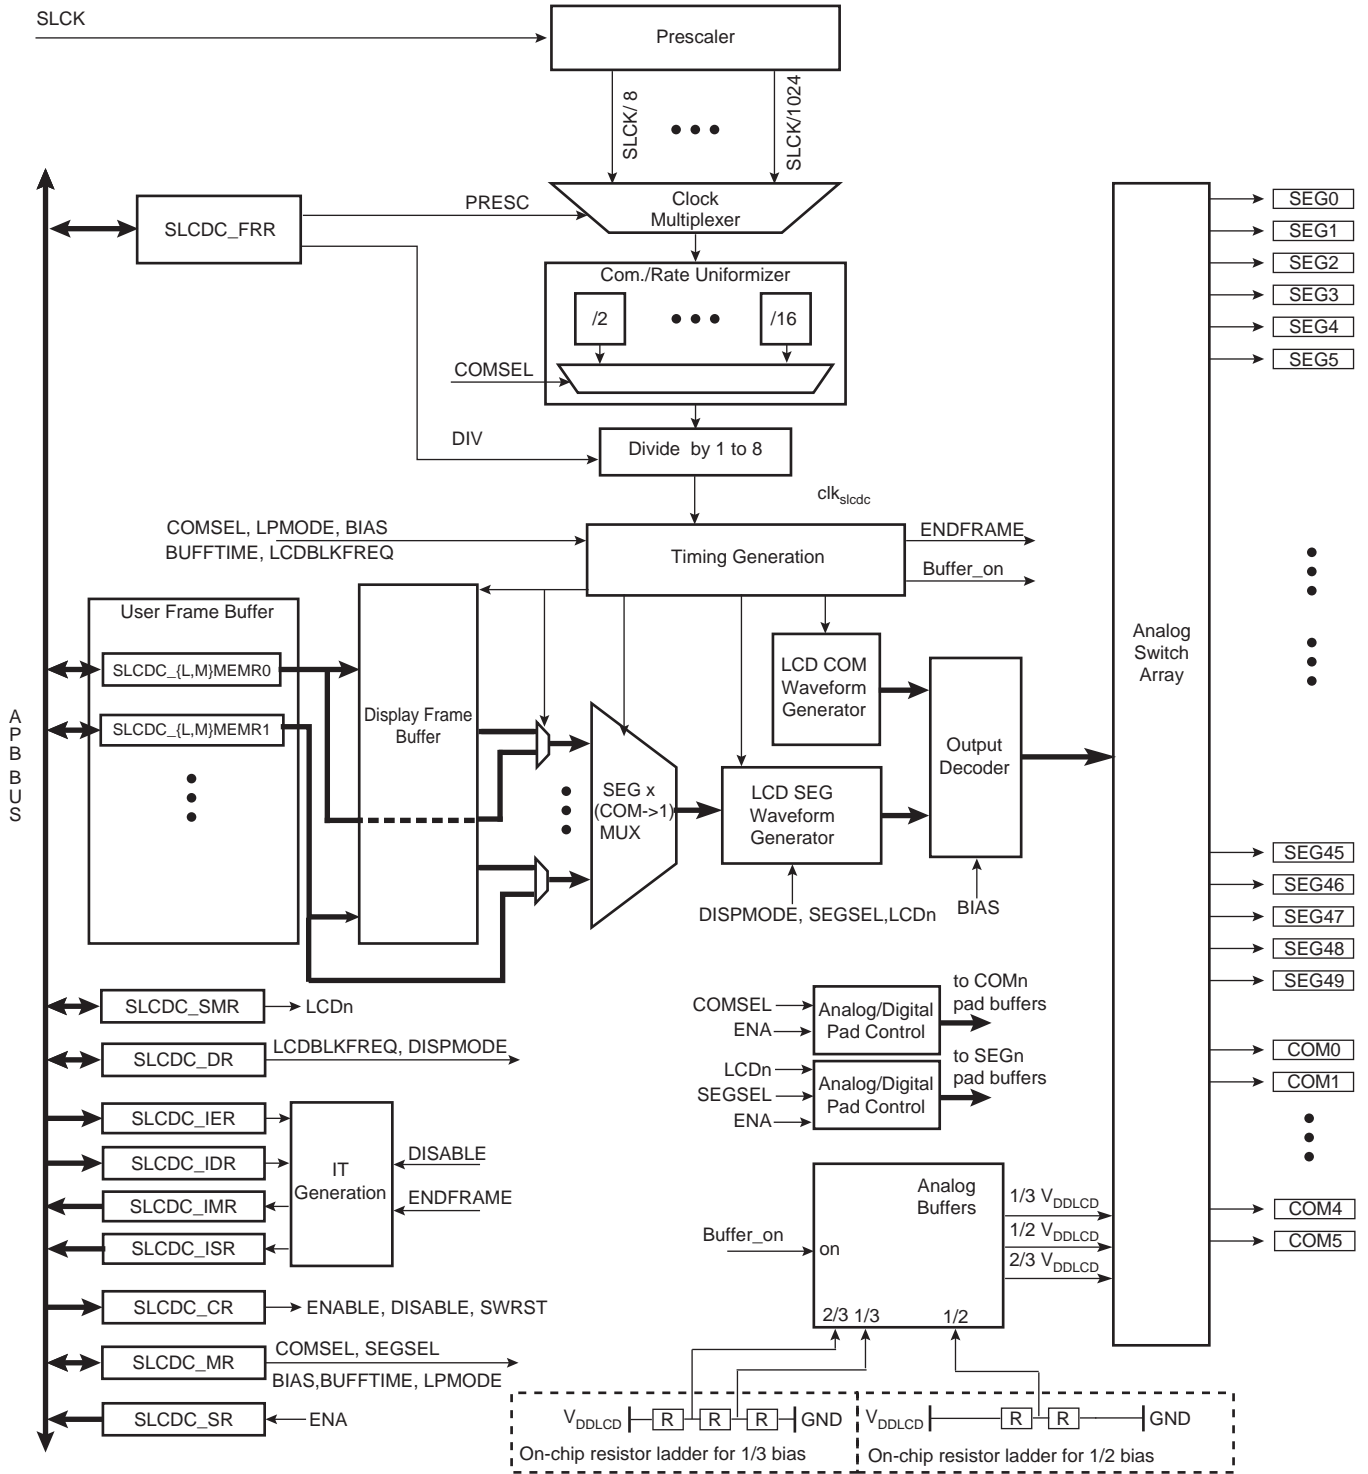 SLCK
Prescaler
SLCK/ 8
SLCK/1024
PRESC
Clock
Multiplexer
SLCDC_FRR
Com./Rate Uniformizer
/2
/16
COMSEL
DIV
Divide by 1 to 8
clkslcdc
COMSEL, LPMODE, BIAS
BUFFTIME, LCDBLKFREQ
Timing Generation
ENDFRAME
Buffer_on
User Frame Buffer
SLCDC_{L,M}MEMR0
SLCDC_{L,M}MEMR1
APB BUS
Display Frame
Buffer
SEG x
(COM->1)
MUX
LCD COM
Waveform
Generator
LCD SEG
Waveform
Generator
DISPMODE, SEGSEL,LCDn
Output
Decoder
BIAS
Analog
Switch
Array
SEG0
SEG1
SEG2
SEG3
SEG4
SEG5
SEG45
SEG46
SEG47
SEG48
SEG49
COM0
COM1
COM4
COM5
SLCDC_SMR
LCDn
SLCDC_DR
LCDBLKFREQ, DISPMODE
SLCDC_IER
SLCDC_IDR
SLCDC_IMR
SLCDC_ISR
IT
Generation
DISABLE
ENDFRAME
SLCDC_CR
ENABLE, DISABLE, SWRST
SLCDC_MR
COMSEL, SEGSEL
BIAS,BUFFTIME, LPMODE
SLCDC_SR
ENA
COMSEL
ENA
Analog/Digital
Pad Control
to COMn
pad buffers
LCDn
SEGSEL
ENA
Analog/Digital
Pad Control
to SEGn
pad buffers
Analog
Buffers
Buffer_on
on
2/3 1/3
1/2
1/3 VDDLCD
1/2 VDDLCD
2/3 VDDLCD
VDDLCD R R R GND
On-chip resistor ladder for 1/3 bias
VDDLCD R R GND
On-chip resistor ladder for 1/2 bias